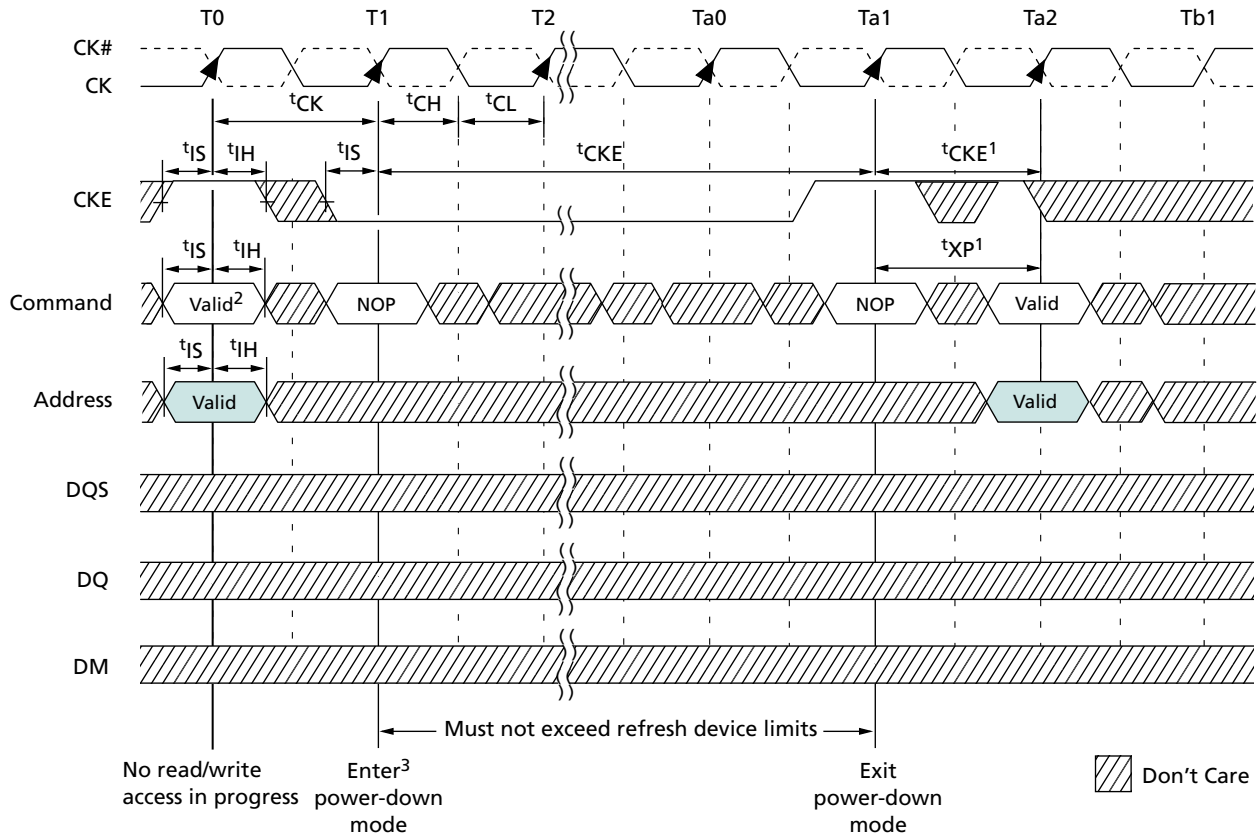 T0 T1 T2 Ta0 Ta1 Ta2 Tb1
CK#
CK
tCK tCH tCL
tIS tIH tIS tCKE tCKE1
CKE
tIS tIH tXP1
Command Valid2 NOP NOP Valid
tIS tIH
Address Valid Valid
DQS
DQ
DM
Must not exceed refresh device limits
No read/write
access in progress
Enter3
power-down
mode
Exit
power-down
mode
Don't Care